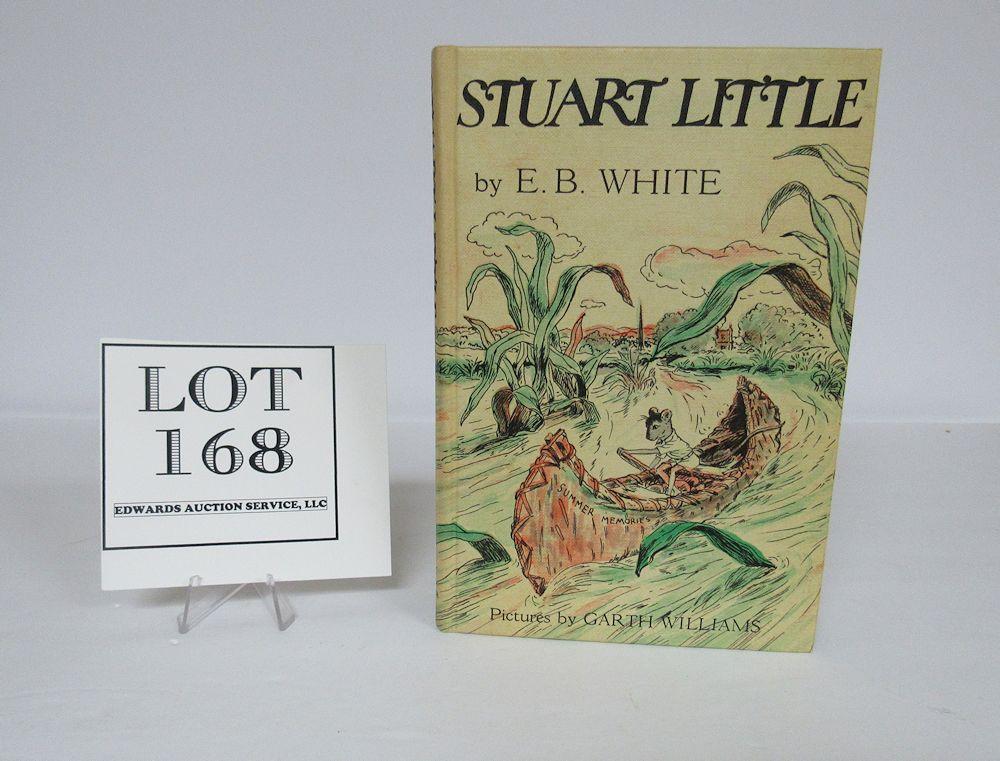 LOT
168
EDWARDS AUCTION SERVICE, LLC
STUART LITTLE
by E. B. WHITE
SUMMER MEMORIES
Pictures by GARTH WILLIAMS